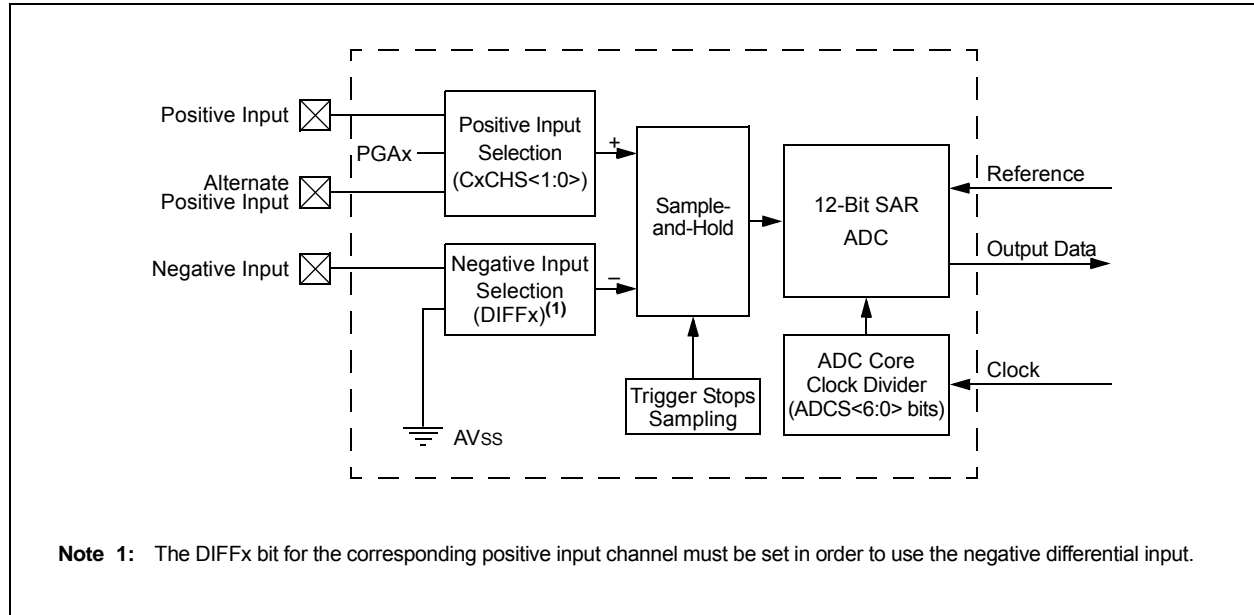 Positive Input
PGAx
Alternate
Positive Input
Negative Input
Positive Input
Selection
(CxCHS<1:0>)
+
Negative Input
Selection
(DIFFx)(1)
–
AVSS
Sample-
and-Hold
Trigger Stops
Sampling
12-Bit SAR
ADC
ADC Core
Clock Divider
(ADCS<6:0> bits)
Reference
Output Data
Clock
Note 1: The DIFFx bit for the corresponding positive input channel must be set in order to use the negative differential input.